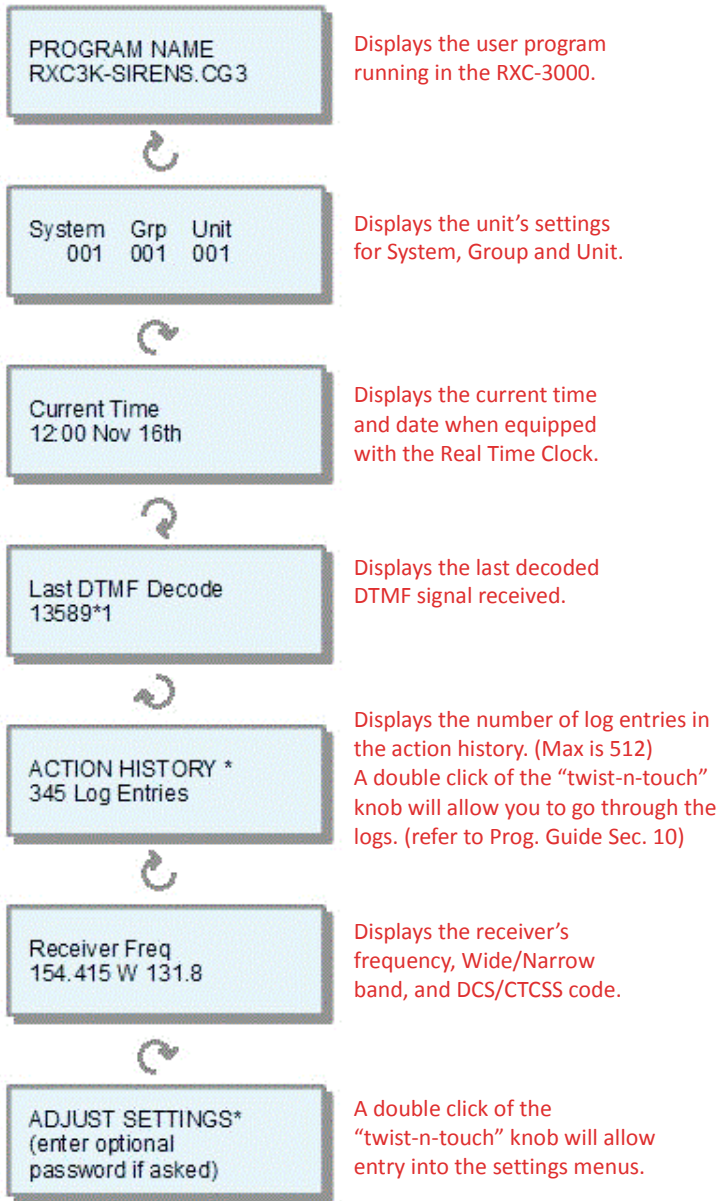 PROGRAM NAME
RXC3K-SIRENS.CG3
Displays the user program
running in the RXC-3000.
System Grp Unit
001 001 001
Displays the unit’s settings
for System, Group and Unit.
Current Time
12:00 Nov 16th
Displays the current time
and date when equipped
with the Real Time Clock.
Last DTMF Decode
13589*1
Displays the last decoded
DTMF signal received.
ACTION HISTORY *
345 Log Entries
Displays the number of log entries in
the action history. (Max is 512)
A double click of the “twist-n-touch”
knob will allow you to go through the
logs. (refer to Prog. Guide Sec. 10)
Receiver Freq
154.415 W 131.8
Displays the receiver’s
frequency, Wide/Narrow
band, and DCS/CTCSS code.
ADJUST SETTINGS*
(enter optional
password if asked)
A double click of the
“twist-n-touch” knob will allow
entry into the settings menus.